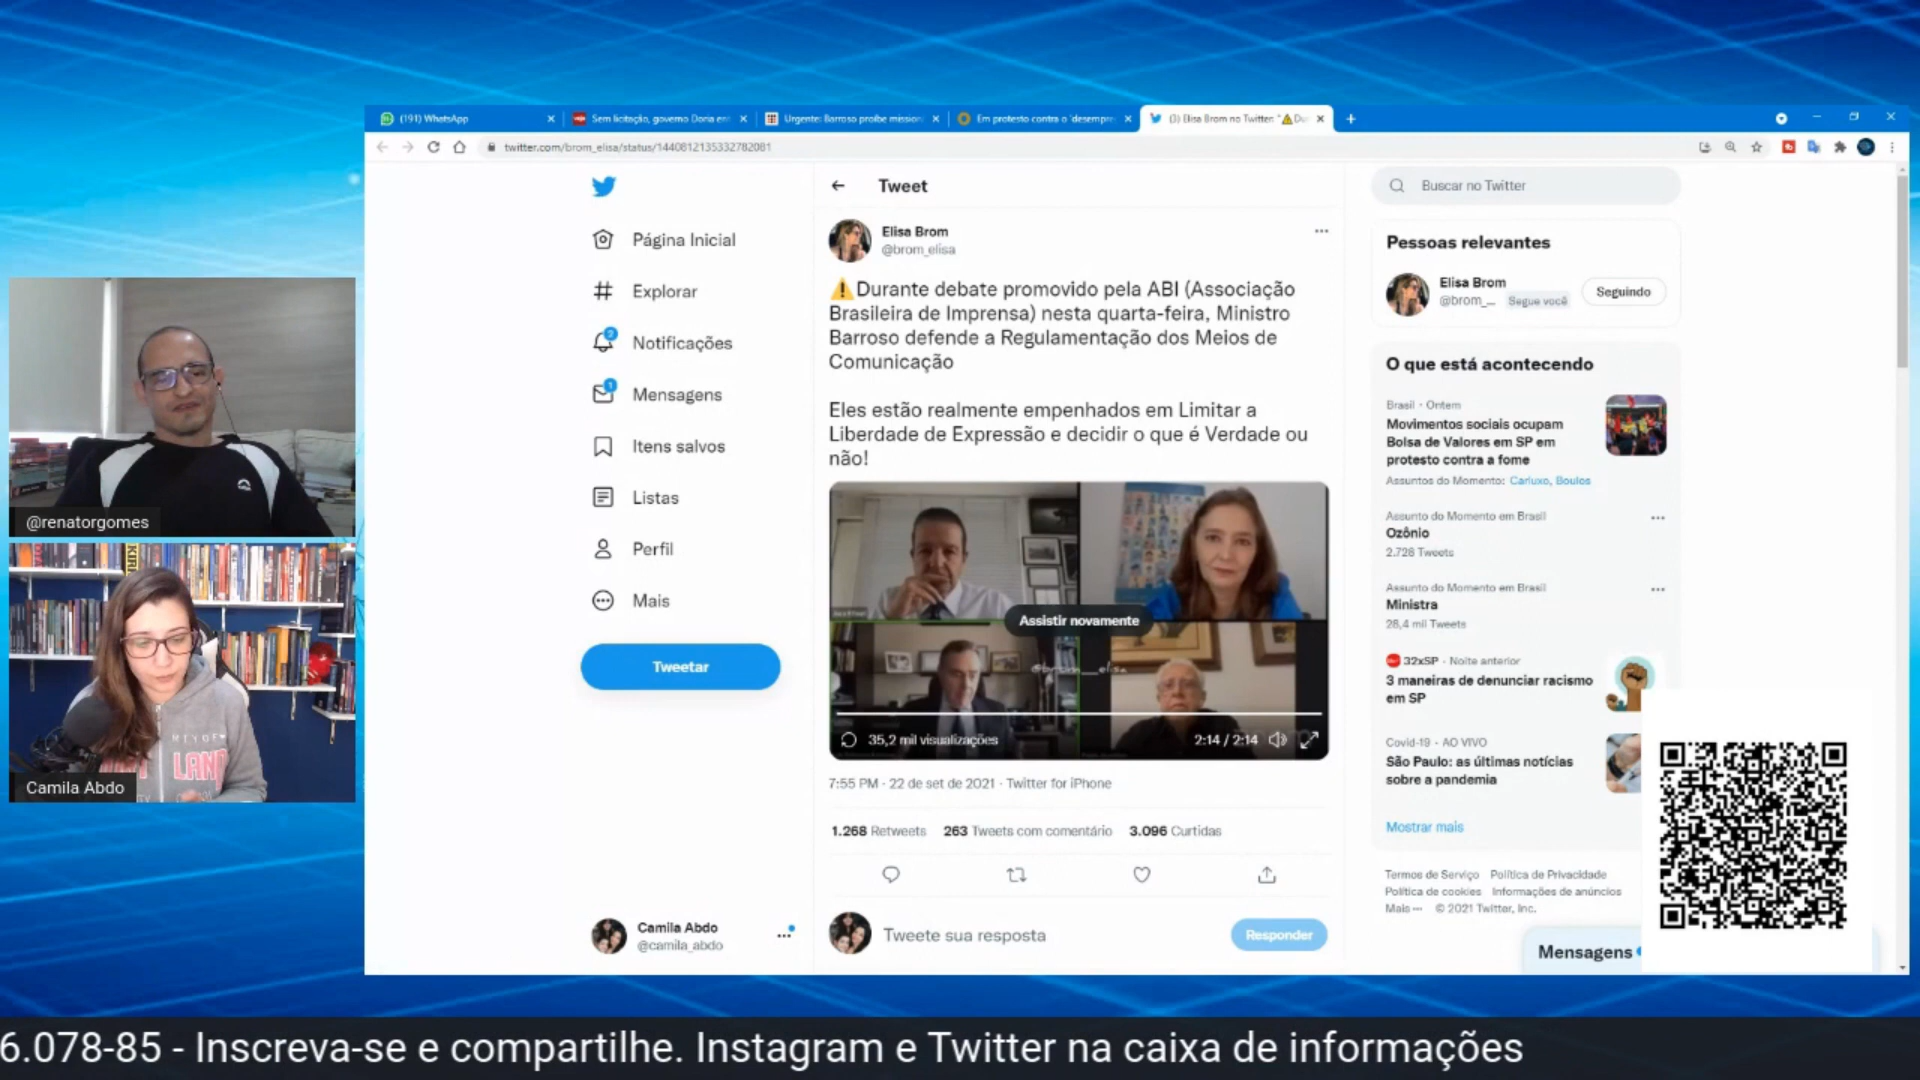 (191) WhatsApp
Sem licitação, governo Doria en
Urgente: Barroso proíbe mission
Em protesto contra o 'desempre
(3) Elisa Brom no Twitter: "⚠Du
twitter.com/brom_elisa/status/1440812135332782081
Página Inicial
Explorar
2
Notificações
1
Mensagens
Itens salvos
Listas
Perfil
Mais
Tweetar
Camila Abdo
@camila_abdo
Tweet
Elisa Brom
@brom_elisa
⚠Durante debate promovido pela ABI (Associação
Brasileira de Imprensa) nesta quarta-feira, Ministro
Barroso defende a Regulamentação dos Meios de
Comunicação
Eles estão realmente empenhados em Limitar a
Liberdade de Expressão e decidir o que é Verdade ou
não!
Assistir novamente
@brom__elisa
35,2 mil visualizações
2:14 / 2:14
7:55 PM · 22 de set de 2021 · Twitter for iPhone
1.268 Retweets 263 Tweets com comentário 3.096 Curtidas
Tweete sua resposta
Responder
Buscar no Twitter
Pessoas relevantes
Elisa Brom
@brom_... Segue você
Seguindo
O que está acontecendo
Brasil · Ontem
Movimentos sociais ocupam
Bolsa de Valores em SP em
protesto contra a fome
Assuntos do Momento: Carluxo, Boulos
Assunto do Momento em Brasil
Ozônio
2.728 Tweets
Assunto do Momento em Brasil
Ministra
28,4 mil Tweets
32xSP · Noite anterior
3 maneiras de denunciar racismo
em SP
Covid-19 · AO VIVO
São Paulo: as últimas notícias
sobre a pandemia
Mostrar mais
Termos de Serviço Política de Privacidade
Política de cookies Informações de anúncios
Mais ··· © 2021 Twitter, Inc.
Mensagens
@renatorgomes
Camila Abdo
6.078-85 - Inscreva-se e compartilhe. Instagram e Twitter na caixa de informações